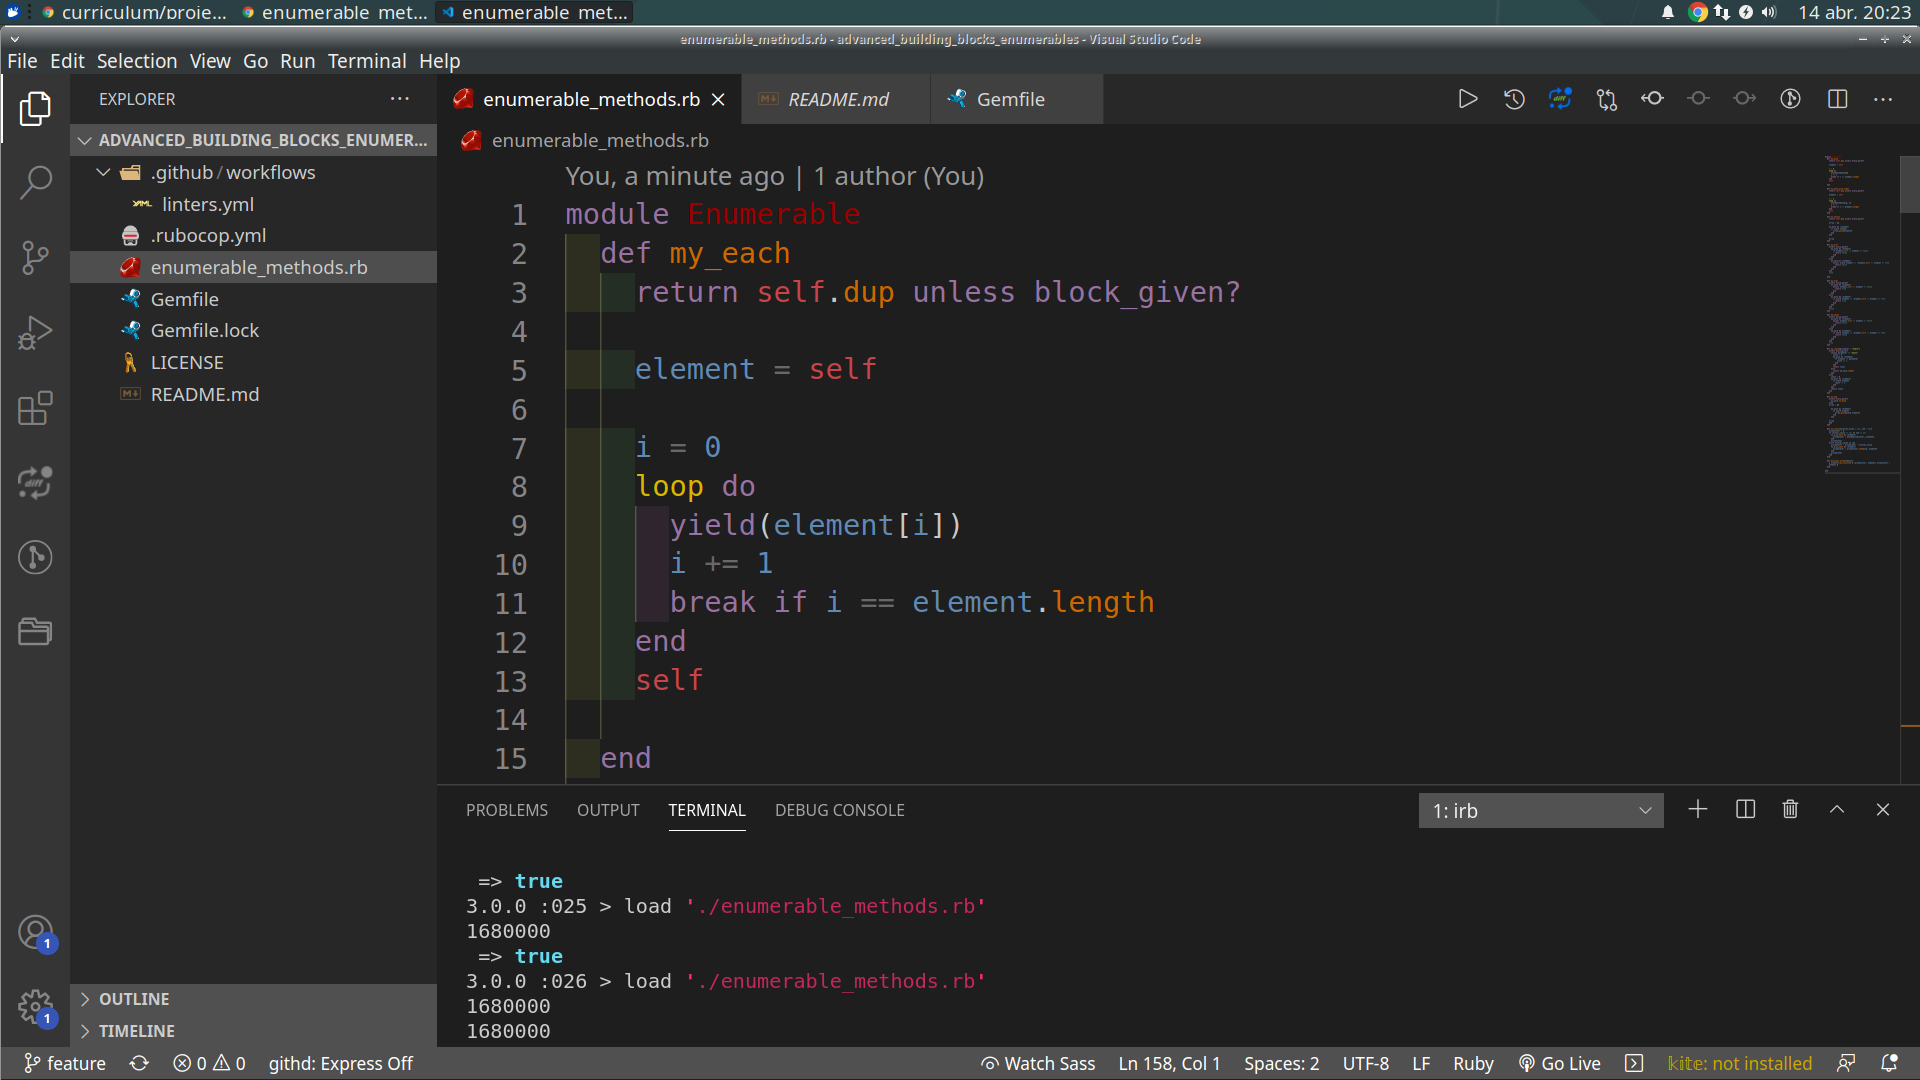 curriculum/proje...
enumerable_met...
enumerable_met...
14 abr. 20:23
enumerable_methods.rb - advanced_building_blocks_enumerables - Visual Studio Code
File Edit Selection View Go Run Terminal Help
EXPLORER
enumerable_methods.rb
README.md
Gemfile
ADVANCED_BUILDING_BLOCKS_ENUMER...
.github/workflows
linters.yml
.rubocop.yml
enumerable_methods.rb
Gemfile
Gemfile.lock
LICENSE
README.md
OUTLINE
TIMELINE
enumerable_methods.rb
You, a minute ago | 1 author (You)
1 module Enumerable
2 def my_each
3 return self.dup unless block_given?
4
5 element = self
6
7 i = 0
8 loop do
9 yield(element[i])
10 i += 1
11 break if i == element.length
12 end
13 self
14
15 end
PROBLEMS OUTPUT TERMINAL DEBUG CONSOLE
1: irb
=> true
3.0.0 :025 > load './enumerable_methods.rb'
1680000
=> true
3.0.0 :026 > load './enumerable_methods.rb'
1680000
1680000
1
1
feature 0 0 githd: Express Off Watch Sass Ln 158, Col 1 Spaces: 2 UTF-8 LF Ruby Go Live kite: not installed